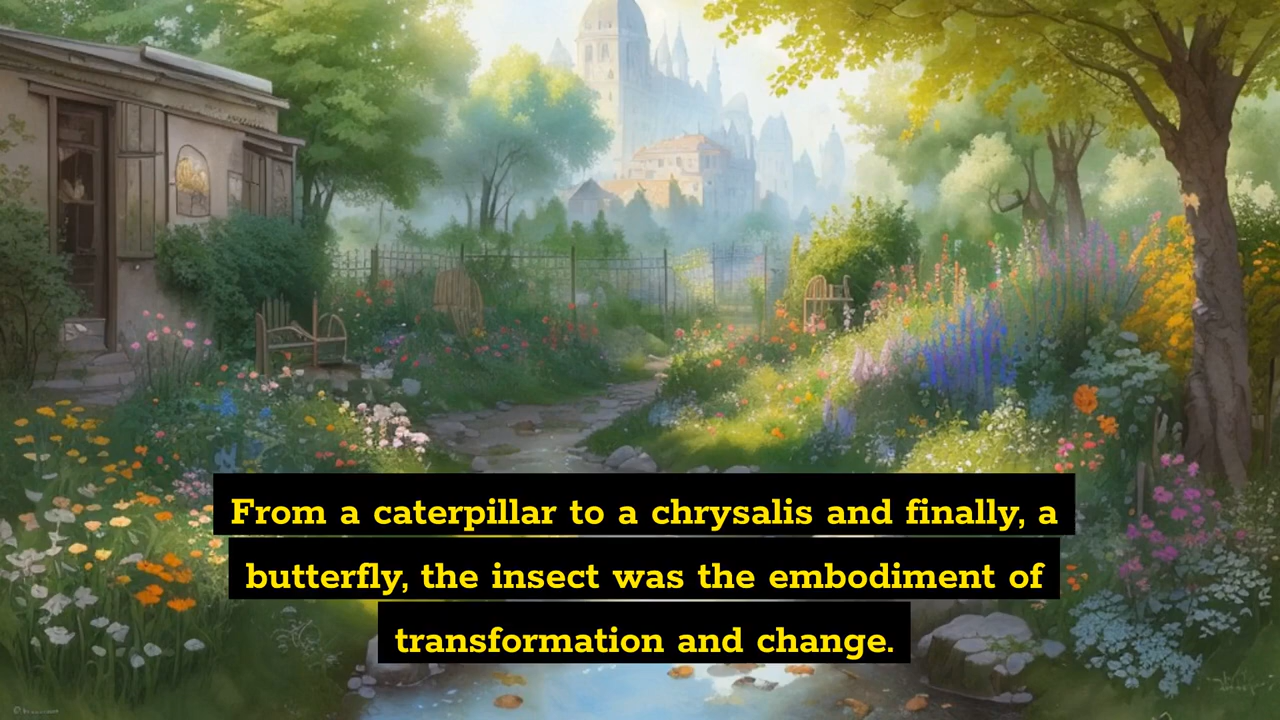 From a caterpillar to a chrysalis and finally, a
butterfly, the insect was the embodiment of
transformation and change.